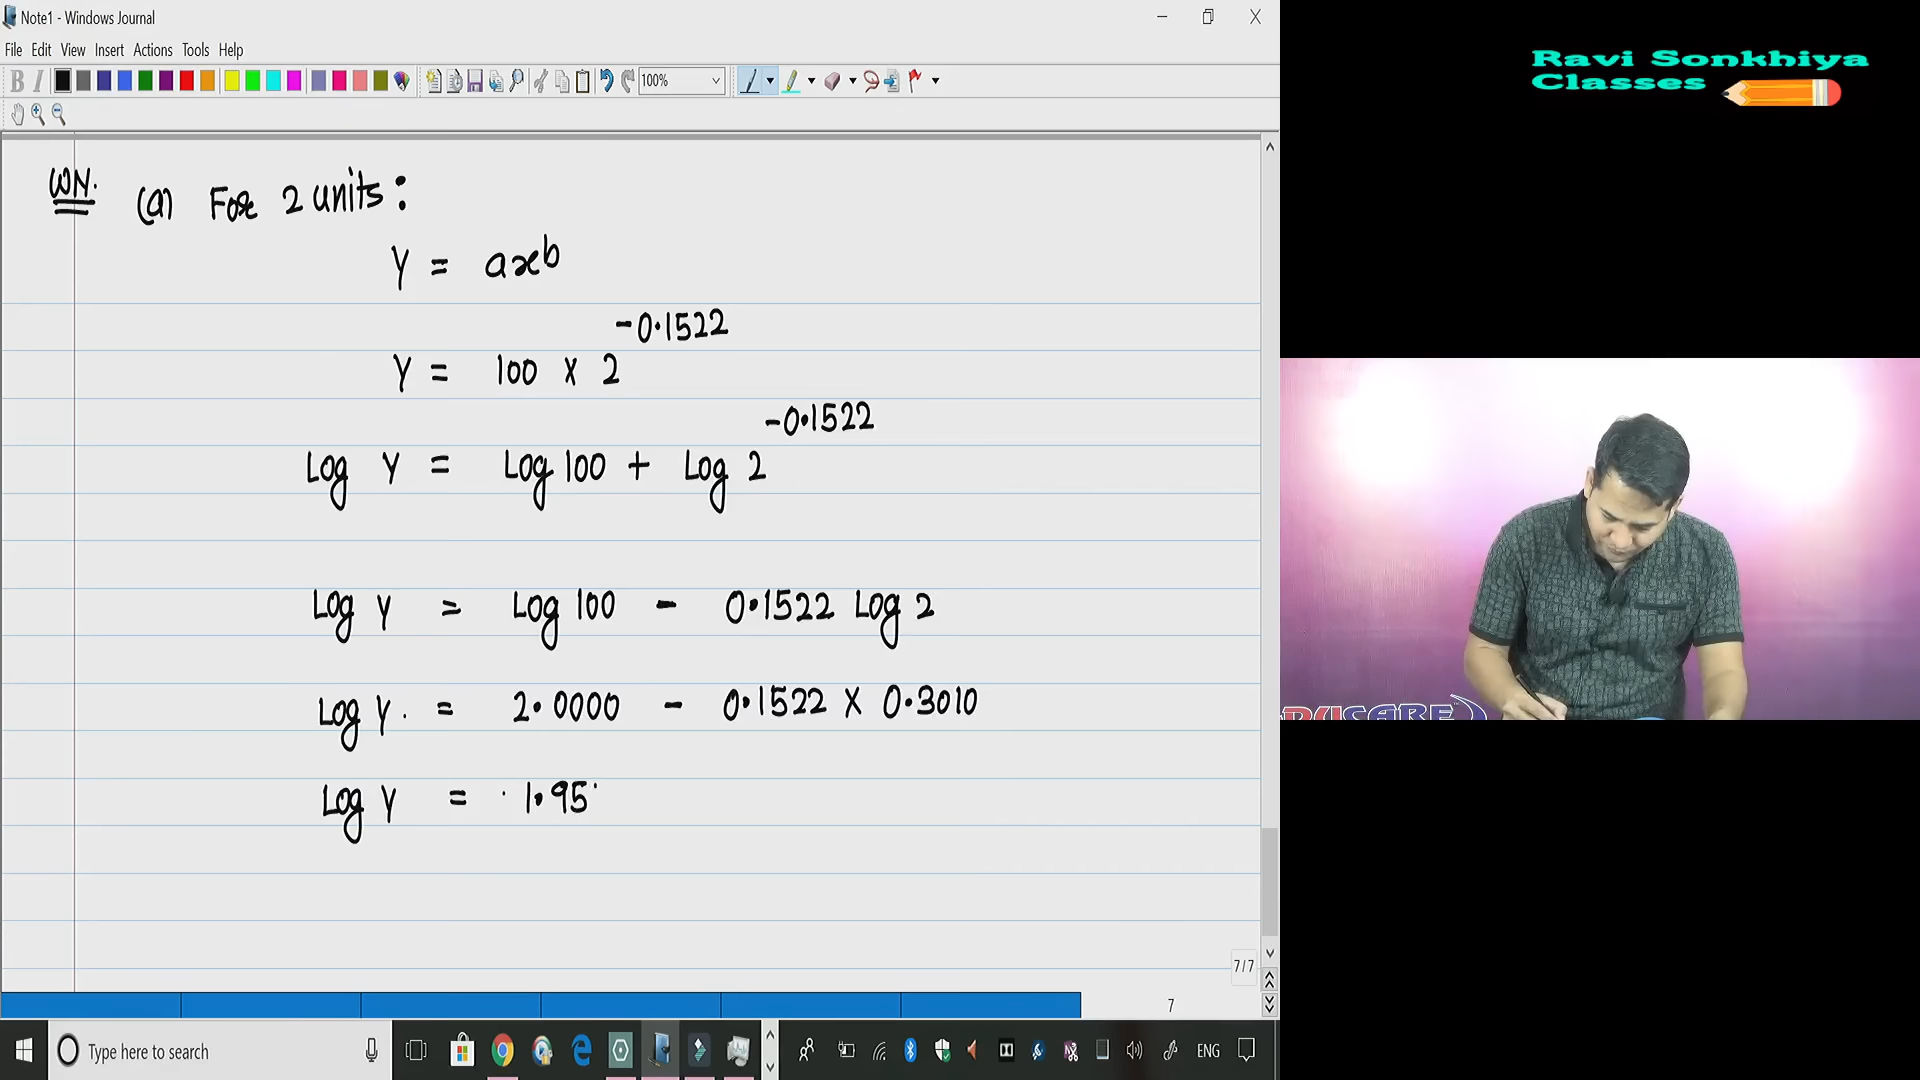 Note1 - Windows Journal
File Edit View Insert Actions Tools Help
B I
100%
Ravi Sonkhiya
Classes
WN. (a) For 2 units:
Y = axᵇ
Y = 100 × 2^-0.1522
Log Y = Log 100 + Log 2^-0.1522
Log Y = Log 100 - 0.1522 Log 2
Log Y. = 2.0000 - 0.1522 × 0.3010
Log Y = 1.95
7/7
7
Type here to search
ENG